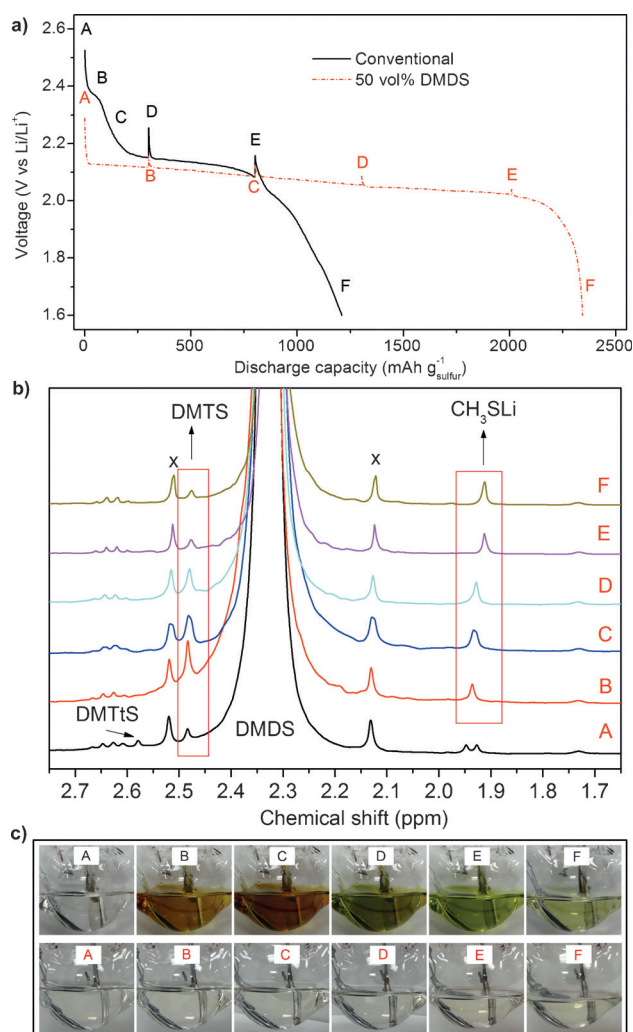 a)
A
B
C
D
E
F
A
B
C
D
E
F
Conventional
50 vol% DMDS
Voltage (V vs Li/Li+)
2.6
2.4
2.2
2.0
1.8
1.6
0 500 1000 1500 2000 2500
Discharge capacity (mAh g-1sulfur)
b)
DMTS
CH3SLi
x
x
F
E
D
C
B
A
DMTtS
DMDS
2.7 2.6 2.5 2.4 2.3 2.2 2.1 2.0 1.9 1.8 1.7
Chemical shift (ppm)
c)
A B C D E F
A B C D E F